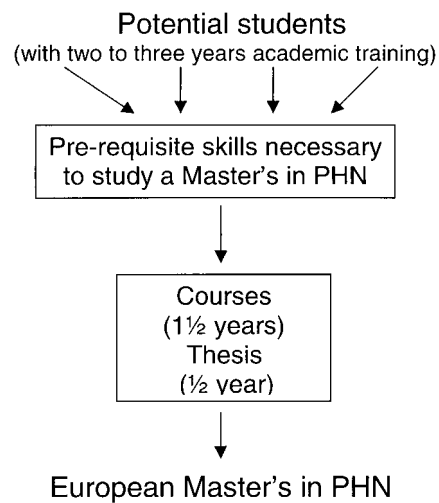 Potential students
(with two to three years academic training)
Pre-requisite skills necessary
to study a Master's in PHN
Courses
(1½ years)
Thesis
(½ year)
European Master's in PHN